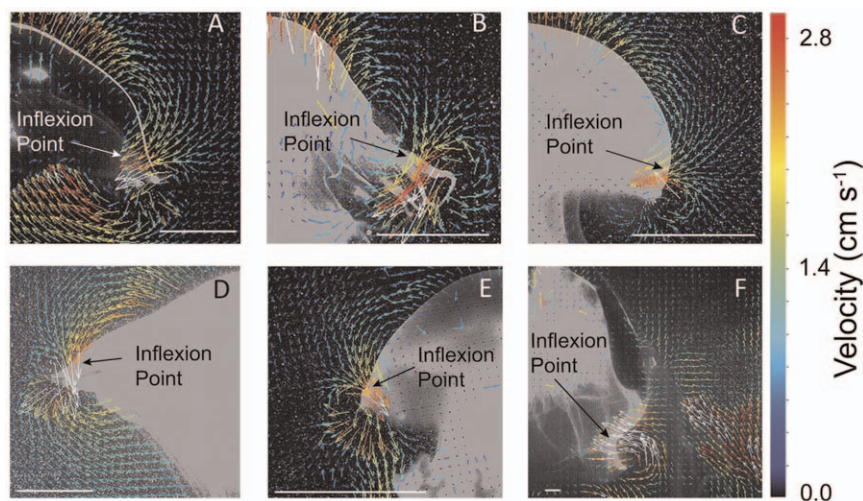 A
Inflexion
Point
B
Inflexion
Point
C
Inflexion
Point
D
Inflexion
Point
E
Inflexion
Point
F
Inflexion
Point
2.8
1.4
0.0
Velocity (cm s⁻¹)